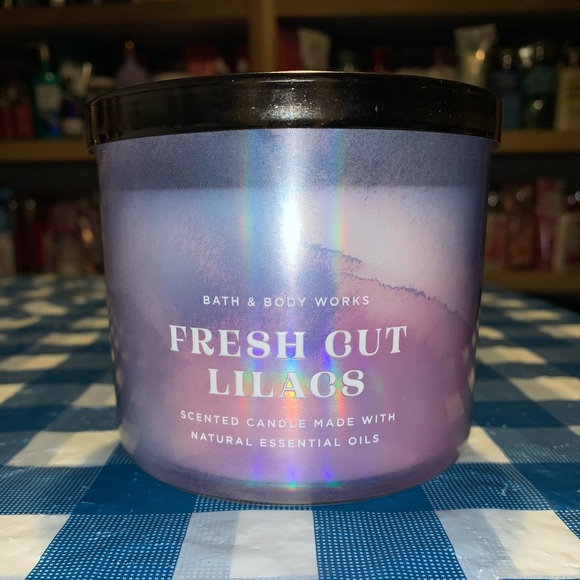 BATH & BODY WORKS
FRESH CUT
LILACS
SCENTED CANDLE MADE WITH
NATURAL ESSENTIAL OILS